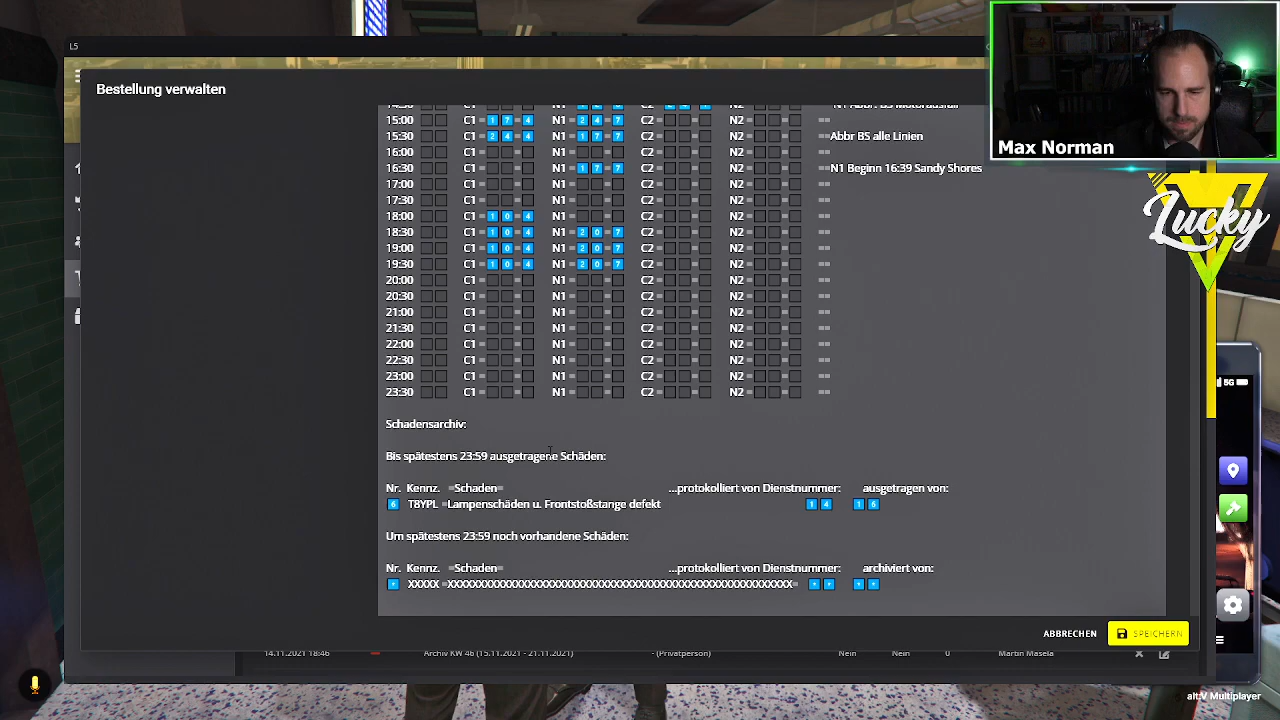 L5
Bestellung verwalten
15:00 C1 = 1 7 = 4 N1 = 2 4 = 7 C2 = = N2 = = ==
15:30 C1 = 2 4 = 4 N1 = 1 7 = 7 C2 = = N2 = = ==Abbr BS alle Linien
16:00 C1 = = N1 = = C2 = = N2 = = ==
16:30 C1 = = N1 = 1 7 = 7 C2 = = N2 = = ==N1 Beginn 16:39 Sandy Shores
17:00 C1 = = N1 = = C2 = = N2 = = ==
17:30 C1 = = N1 = = C2 = = N2 = = ==
18:00 C1 = 1 0 = 4 N1 = = C2 = = N2 = = ==
18:30 C1 = 1 0 = 4 N1 = 2 0 = 7 C2 = = N2 = = ==
19:00 C1 = 1 0 = 4 N1 = 2 0 = 7 C2 = = N2 = = ==
19:30 C1 = 1 0 = 4 N1 = 2 0 = 7 C2 = = N2 = = ==
20:00 C1 = = N1 = = C2 = = N2 = = ==
20:30 C1 = = N1 = = C2 = = N2 = = ==
21:00 C1 = = N1 = = C2 = = N2 = = ==
21:30 C1 = = N1 = = C2 = = N2 = = ==
22:00 C1 = = N1 = = C2 = = N2 = = ==
22:30 C1 = = N1 = = C2 = = N2 = = ==
23:00 C1 = = N1 = = C2 = = N2 = = ==
23:30 C1 = = N1 = = C2 = = N2 = = ==
Schadensarchiv:
Bis spätestens 23:59 ausgetragene Schäden:
Nr. Kennz. =Schaden= ...protokolliert von Dienstnummer: ausgetragen von:
6 T8YPL =Lampenschäden u. Frontstoßstange defekt 1 4 1 6
Um spätestens 23:59 noch vorhandene Schäden:
Nr. Kennz. =Schaden= ...protokolliert von Dienstnummer: archiviert von:
* XXXXX =XXXXXXXXXXXXXXXXXXXXXXXXXXXXXXXXXXXXXXXXXXXXXXXXXX= * * * *
ABBRECHEN SPEICHERN
14.11.2021 18:46 Archiv KW 46 (15.11.2021 - 21.11.2021) - (Privatperson) Nein Nein 0 Martin Masela
Max Norman
Lucky V
5G
alt:V Multiplayer